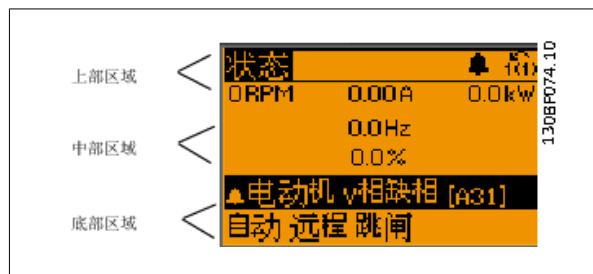 状态
1(1)
上部区域
0RPM 0.00A 0.0kW
0.0Hz
中部区域
0.0%
电动机 V相缺相 [A31]
底部区域
自动 远程 跳闸
130BP074.10